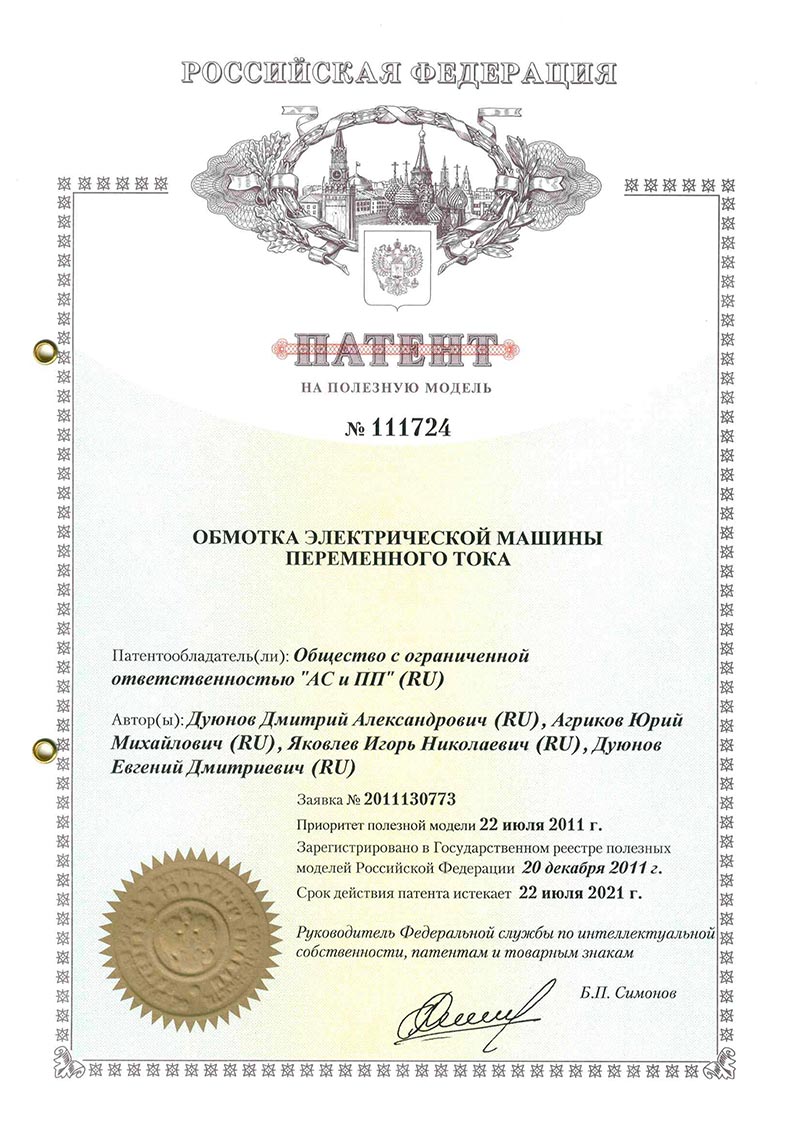 РОССИЙСКАЯ ФЕДЕРАЦИЯ
ПАТЕНТ
НА ПОЛЕЗНУЮ МОДЕЛЬ
№ 111724
ОБМОТКА ЭЛЕКТРИЧЕСКОЙ МАШИНЫ
ПЕРЕМЕННОГО ТОКА
Патентообладатель(ли): Общество с ограниченной
ответственностью "АС и ПП" (RU)
Автор(ы): Дуюнов Дмитрий Александрович (RU), Агриков Юрий
Михайлович (RU), Яковлев Игорь Николаевич (RU), Дуюнов
Евгений Дмитриевич (RU)
Заявка № 2011130773
Приоритет полезной модели 22 июля 2011 г.
Зарегистрировано в Государственном реестре полезных
моделей Российской Федерации 20 декабря 2011 г.
Срок действия патента истекает 22 июля 2021 г.
Руководитель Федеральной службы по интеллектуальной
собственности, патентам и товарным знакам
Б.П. Симонов